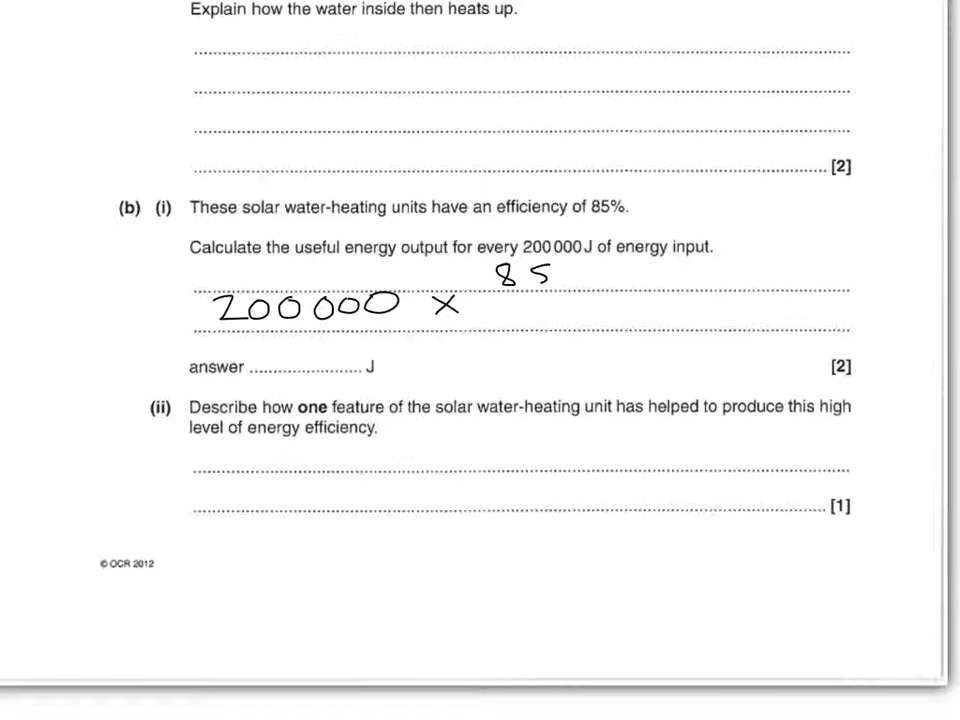 Explain how the water inside then heats up.
[2]
(b) (i) These solar water-heating units have an efficiency of 85%.
Calculate the useful energy output for every 200 000 J of energy input.
85
200000 ×
answer ........................ J [2]
(ii) Describe how one feature of the solar water-heating unit has helped to produce this high
level of energy efficiency.
[1]
© OCR 2012